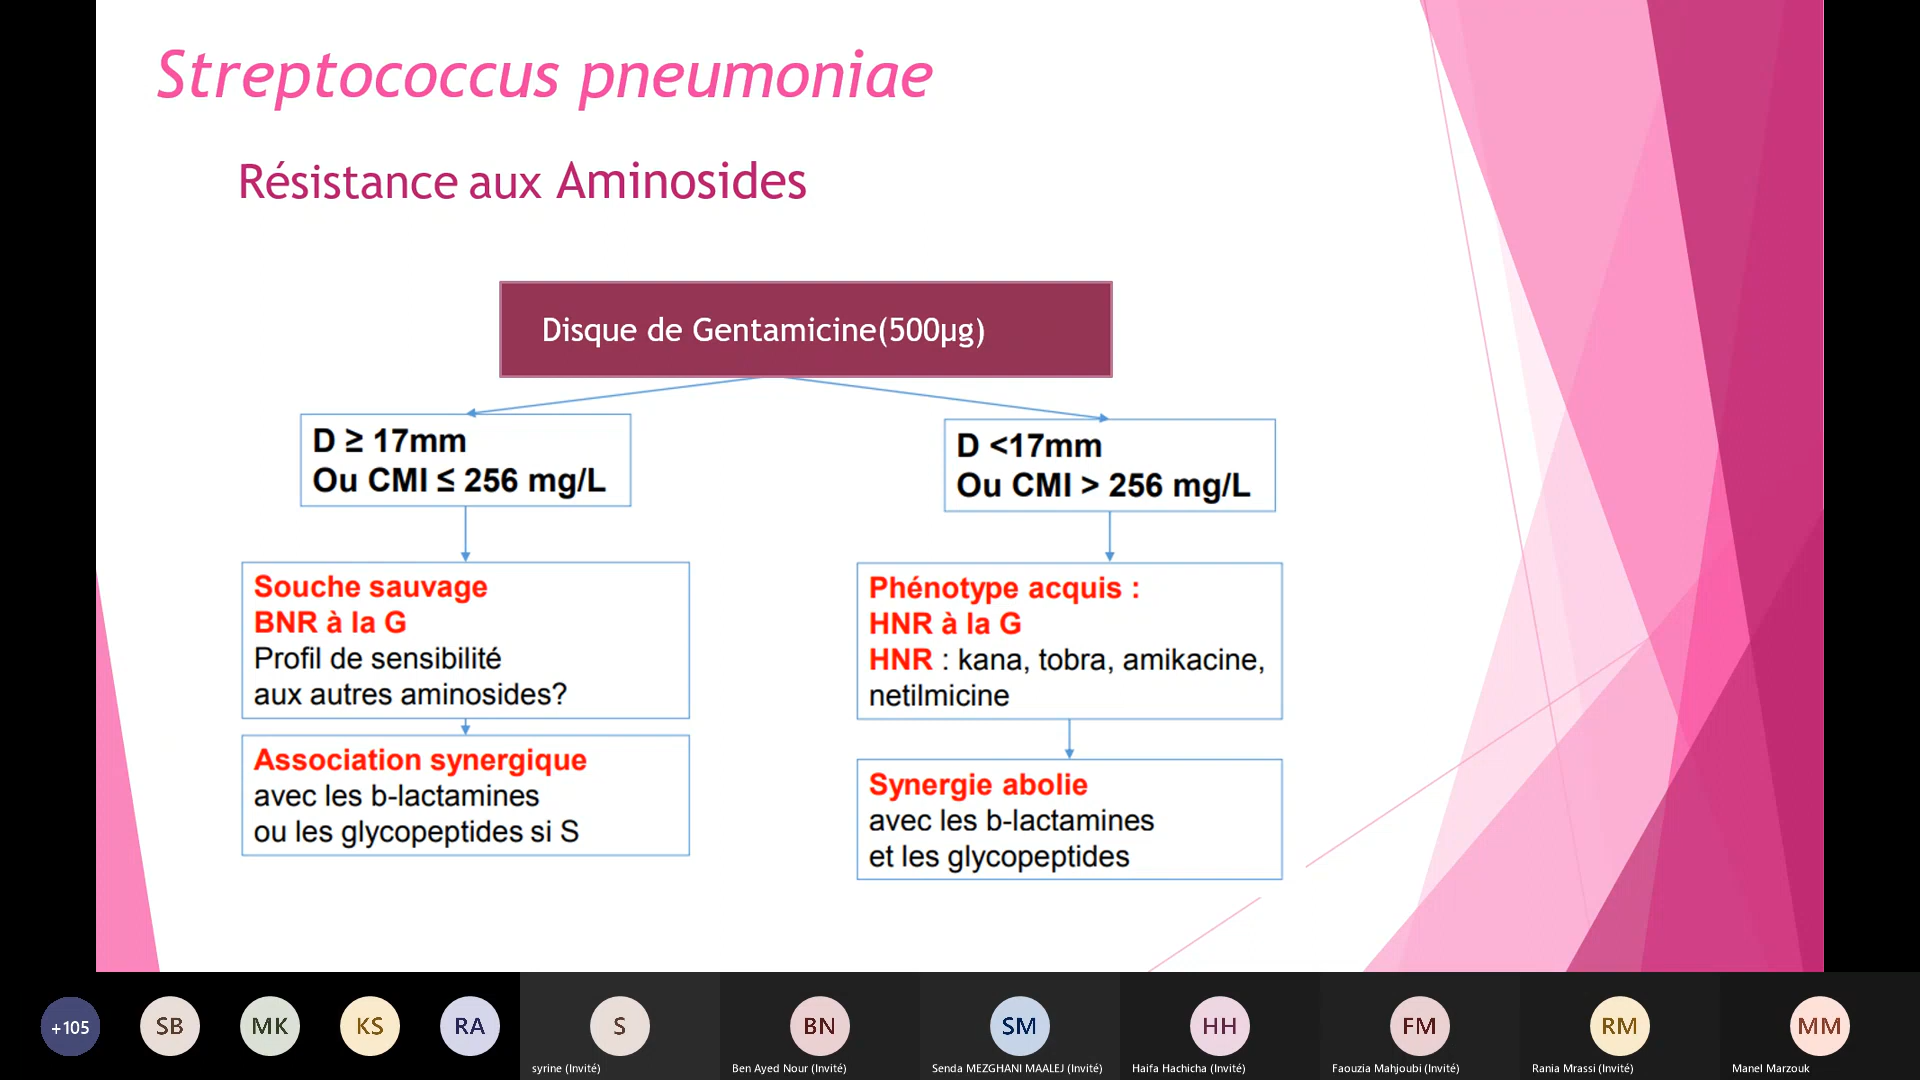 Streptococcus pneumoniae
Résistance aux Aminosides
Disque de Gentamicine(500µg)
D ≥ 17mm
Ou CMI ≤ 256 mg/L
D <17mm
Ou CMI > 256 mg/L
Souche sauvage
BNR à la G
Profil de sensibilité
aux autres aminosides?
Phénotype acquis :
HNR à la G
HNR : kana, tobra, amikacine,
netilmicine
Association synergique
avec les b-lactamines
ou les glycopeptides si S
Synergie abolie
avec les b-lactamines
et les glycopeptides
+105
SB
MK
KS
RA
S
syrine (Invité)
BN
Ben Ayed Nour (Invité)
SM
Senda MEZGHANI MAALEJ (Invité)
HH
Haifa Hachicha (Invité)
FM
Faouzia Mahjoubi (Invité)
RM
Rania Mrassi (Invité)
MM
Manel Marzouk